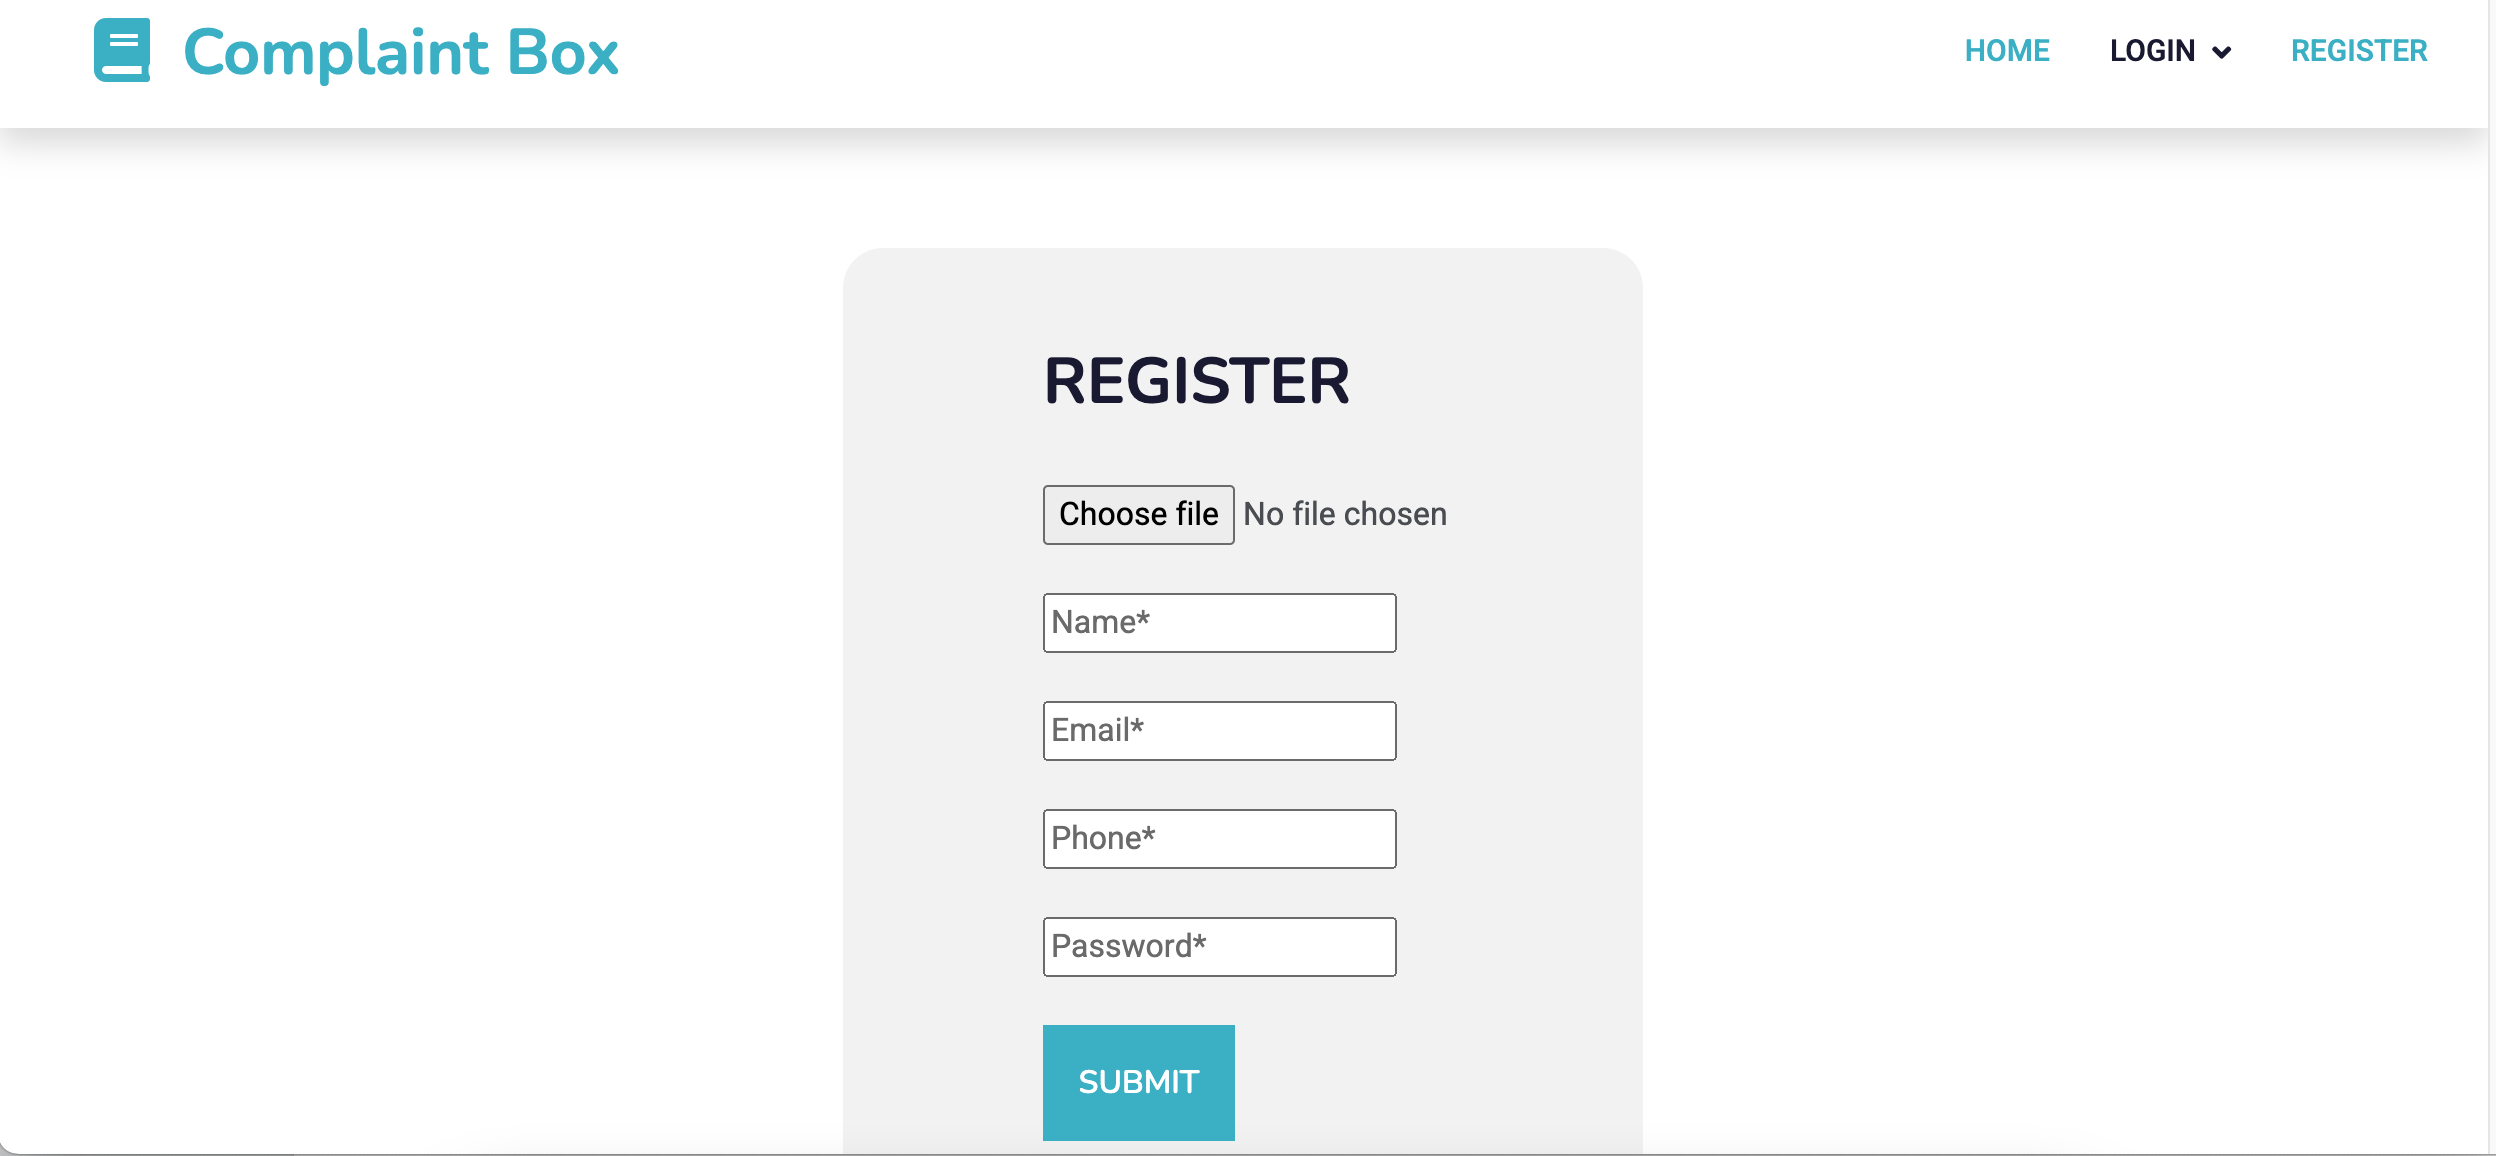 Complaint Box
HOME LOGIN REGISTER
REGISTER
Choose file No file chosen
Name*
Email*
Phone*
Password*
SUBMIT